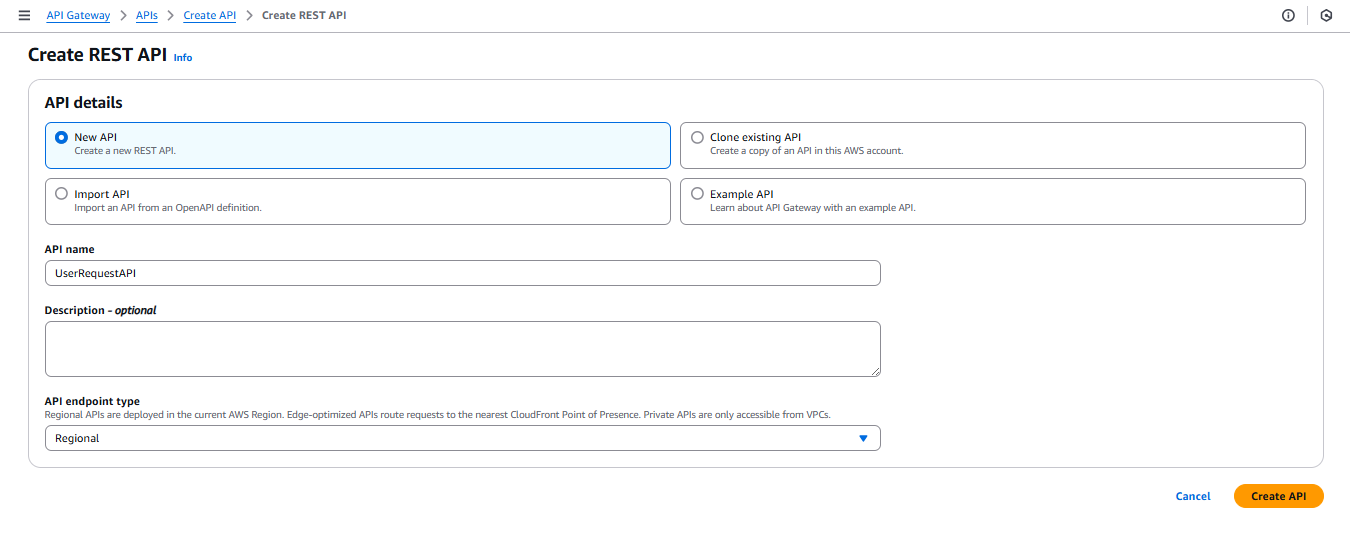 API Gateway > APIs > Create API > Create REST API
Create REST API Info
API details
New API
Create a new REST API.
Clone existing API
Create a copy of an API in this AWS account.
Import API
Import an API from an OpenAPI definition.
Example API
Learn about API Gateway with an example API.
API name
UserRequestAPI
Description - optional
API endpoint type
Regional APIs are deployed in the current AWS Region. Edge-optimized APIs route requests to the nearest CloudFront Point of Presence. Private APIs are only accessible from VPCs.
Regional
Cancel
Create API